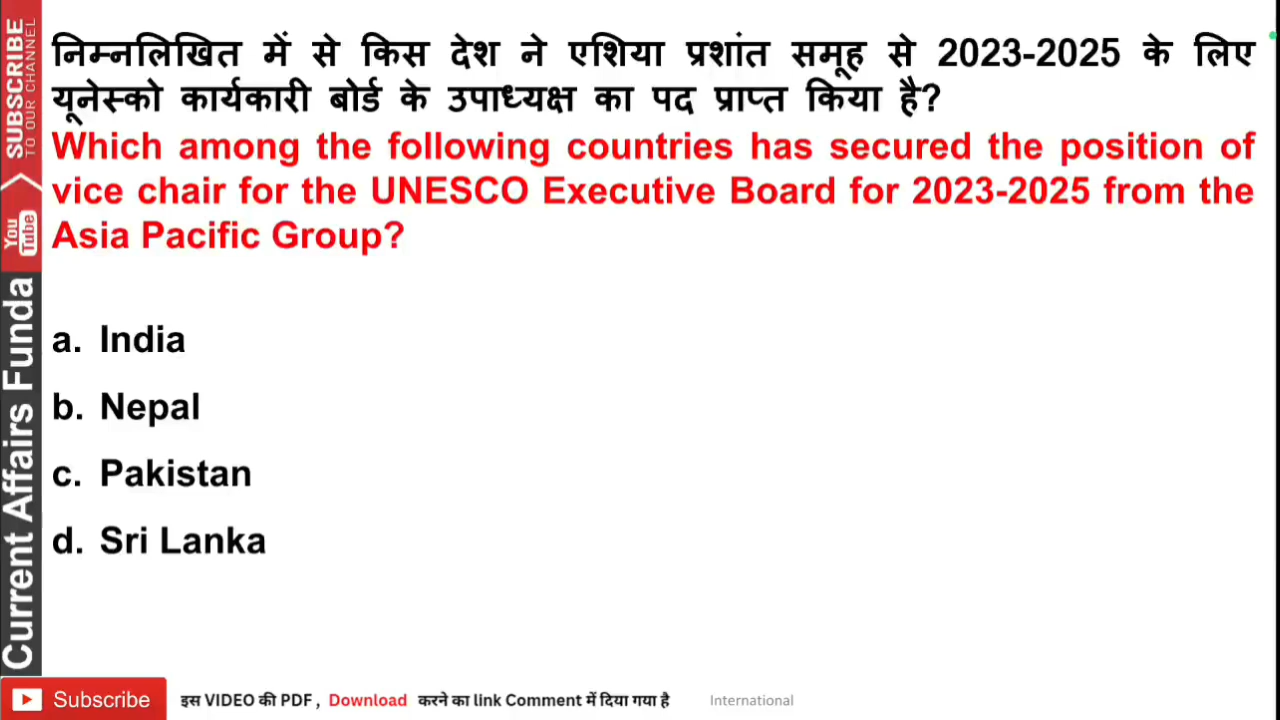 निम्नलिखित में से किस देश ने एशिया प्रशांत समूह से 2023-2025 के लिए
यूनेस्को कार्यकारी बोर्ड के उपाध्यक्ष का पद प्राप्त किया है?
Which among the following countries has secured the position of
vice chair for the UNESCO Executive Board for 2023-2025 from the
Asia Pacific Group?
a. India
b. Nepal
c. Pakistan
d. Sri Lanka
SUBSCRIBE
TO OUR CHANNEL
You
Tube
Current Affairs Funda
Subscribe
इस VIDEO की PDF , Download करने का link Comment में दिया गया है
International